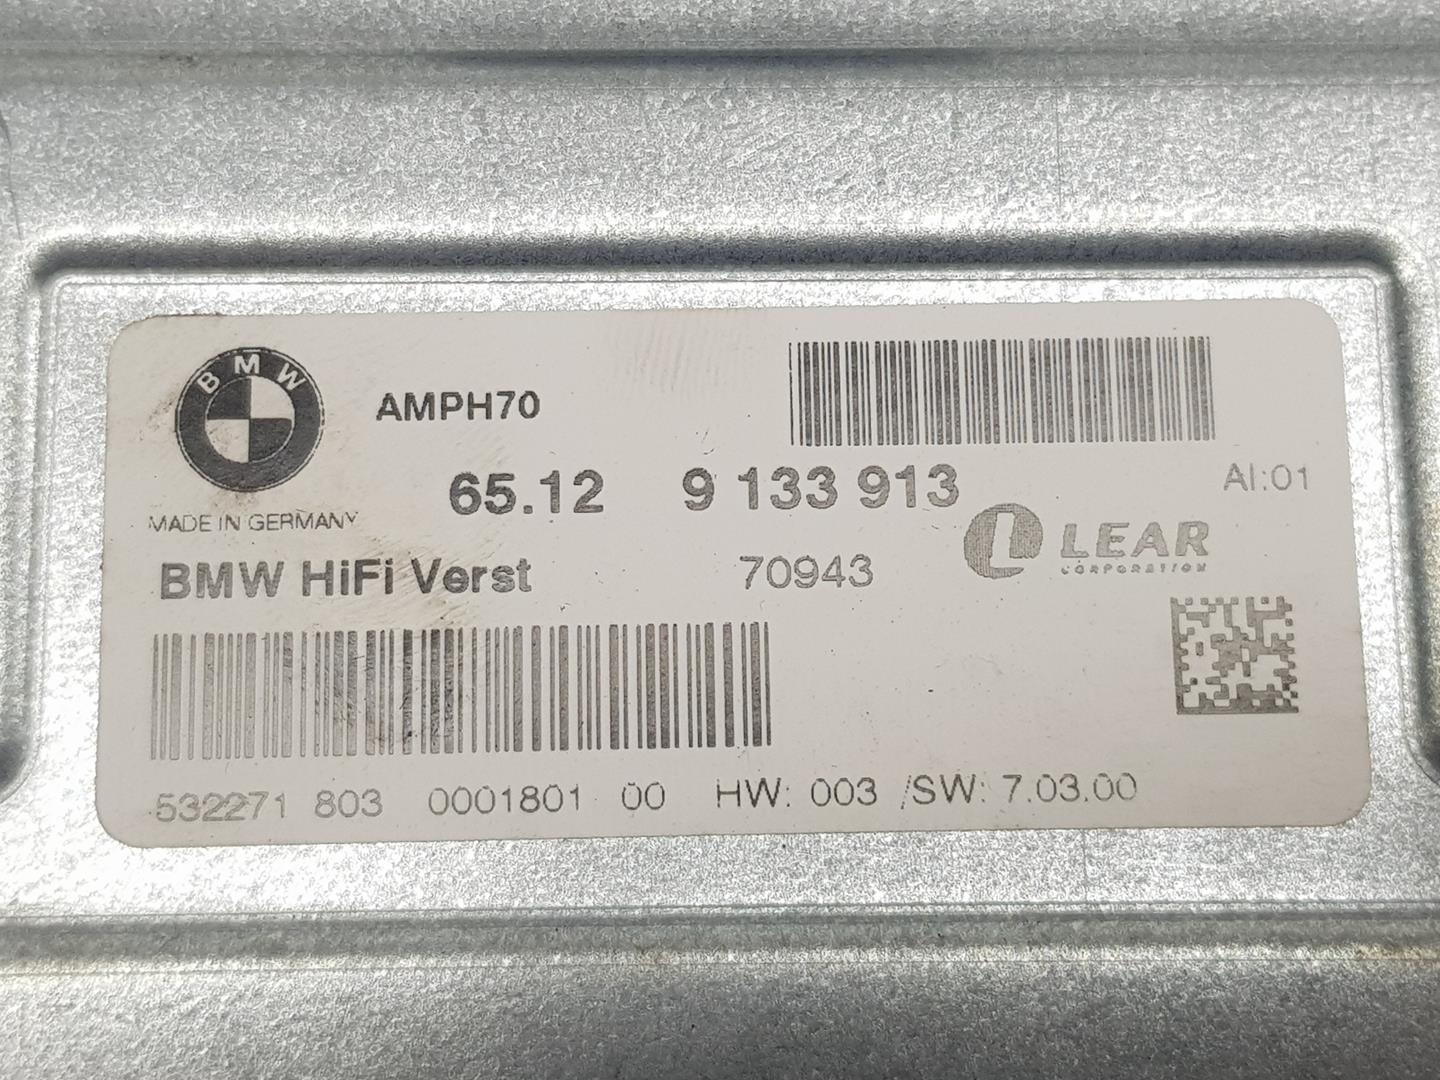 BMW
AMPH70
65.12 9 133 913
AI:01
MADE IN GERMANY
LEAR
CORPORATION
BMW HiFi Verst 70943
532271 803 0001801 00 HW: 003 /SW: 7.03.00